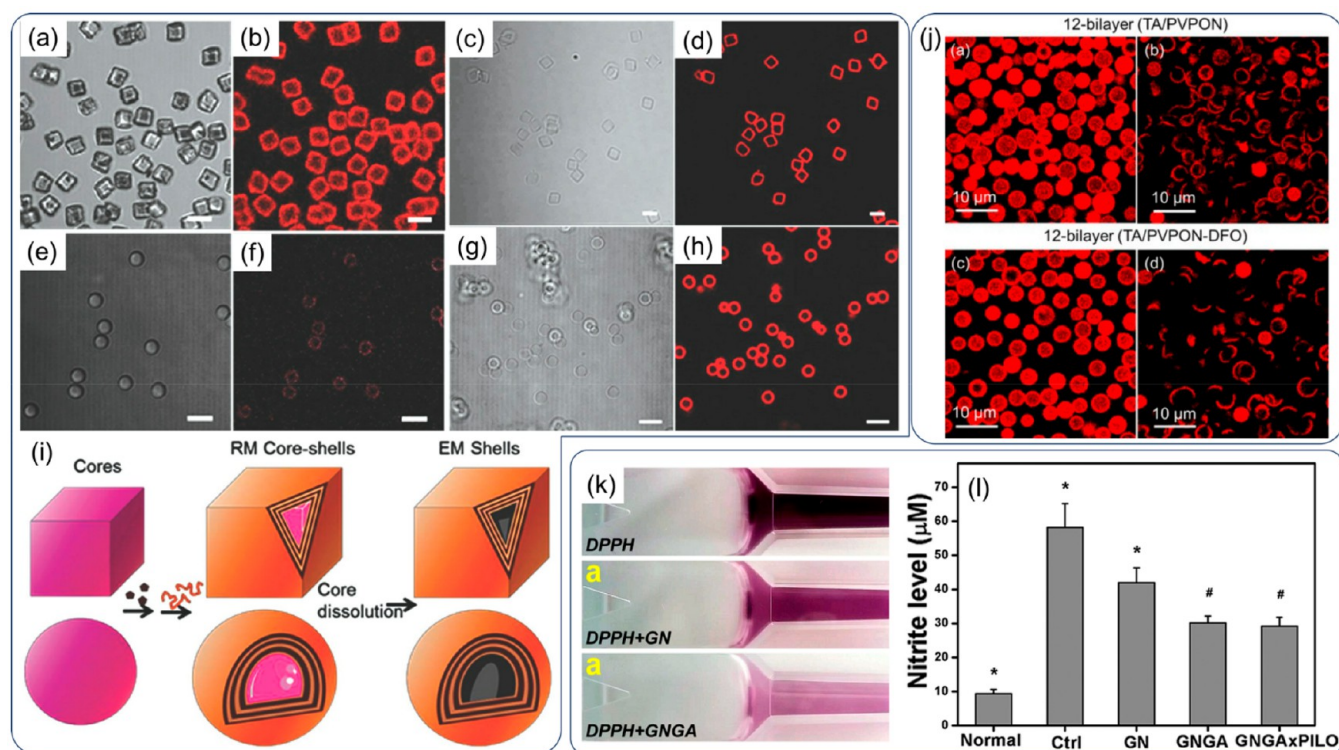 (a)
(b)
(c)
(d)
(e)
(f)
(g)
(h)
(i)
Cores
RM Core-shells
EM Shells
Core
dissolution
(j)
12-bilayer (TA/PVPON)
(a)
(b)
10 µm
10 µm
12-bilayer (TA/PVPON-DFO)
(c)
(d)
10 µm
10 µm
(k)
DPPH
a
DPPH+GN
a
DPPH+GNGA
(l)
Nitrite level (µM)
70
60
50
40
30
20
10
0
*
*
*
#
#
Normal
Ctrl
GN
GNGA
GNGAxPILO